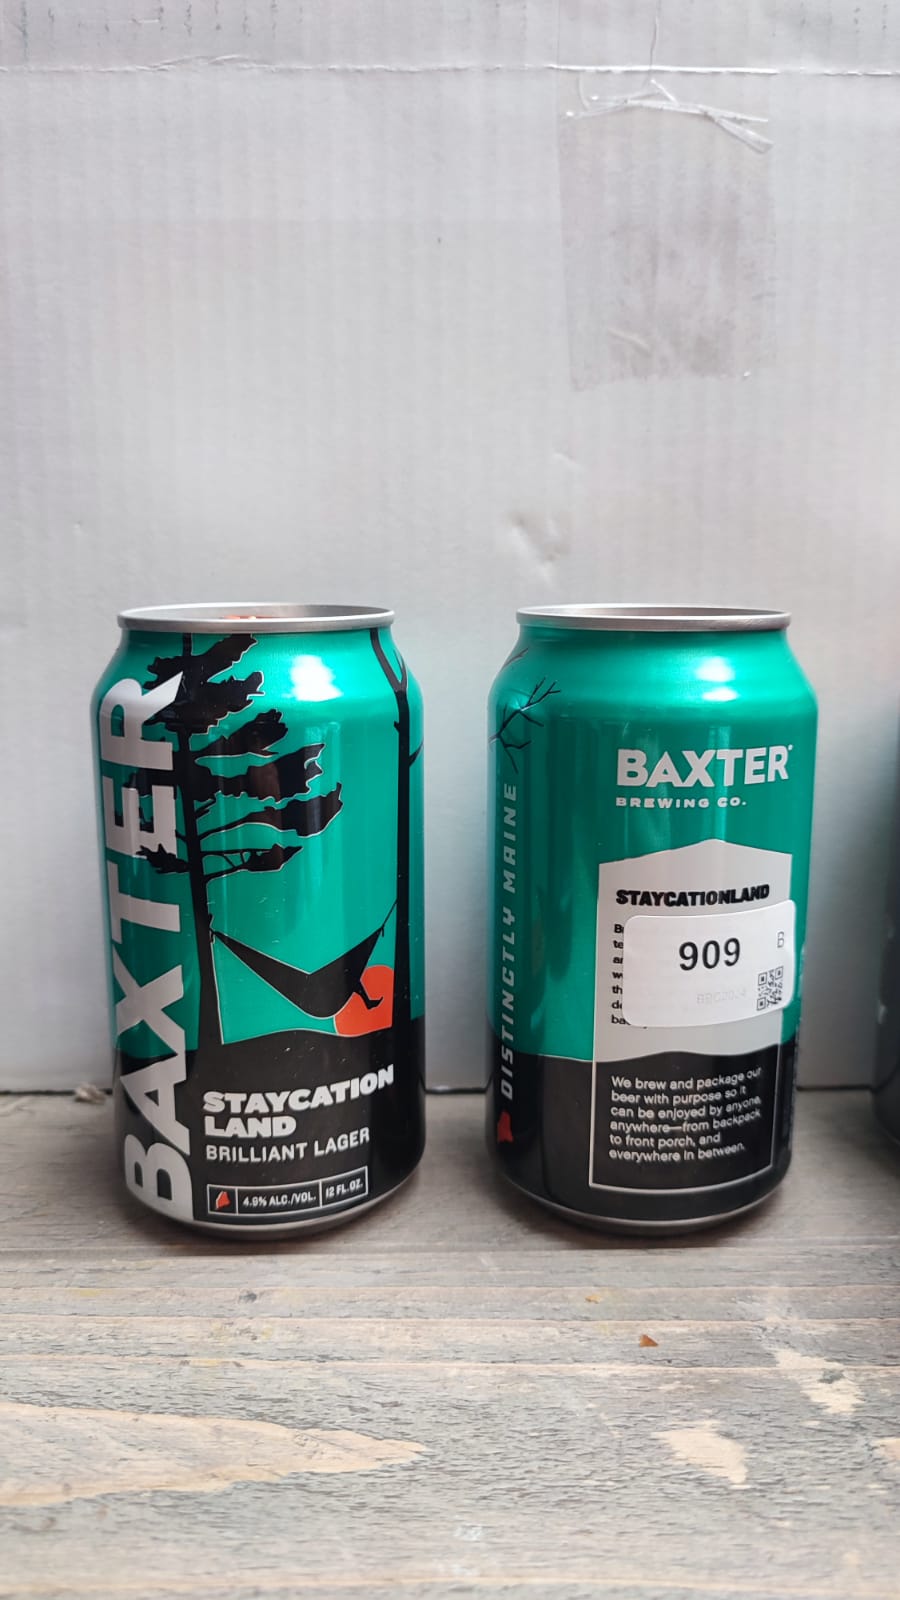 BAXTER
STAYCATION
LAND
BRILLIANT LAGER
4.9% ALC./VOL. 12 FL.OZ.
DISTINCTLY MAINE
BAXTER
BREWING CO.
STAYCATIONLAND
909
B
We brew and package our
beer with purpose so it
can be enjoyed by anyone,
anywhere—from backpack
to front porch, and
everywhere in between.